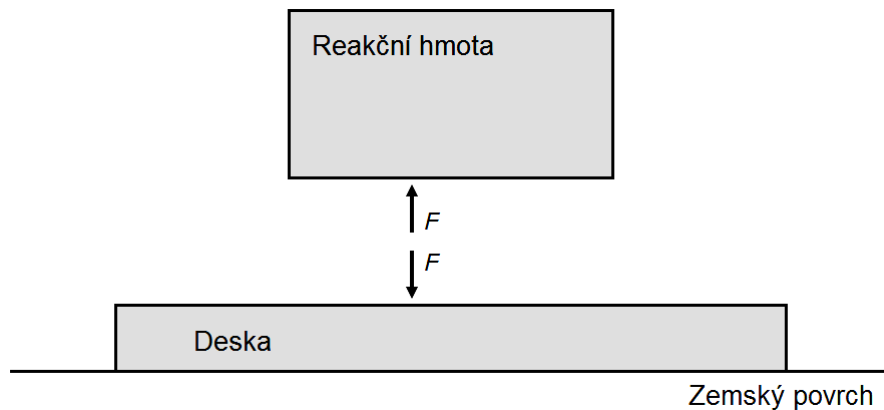 Reakční hmota
F
F
Deska
Zemský povrch